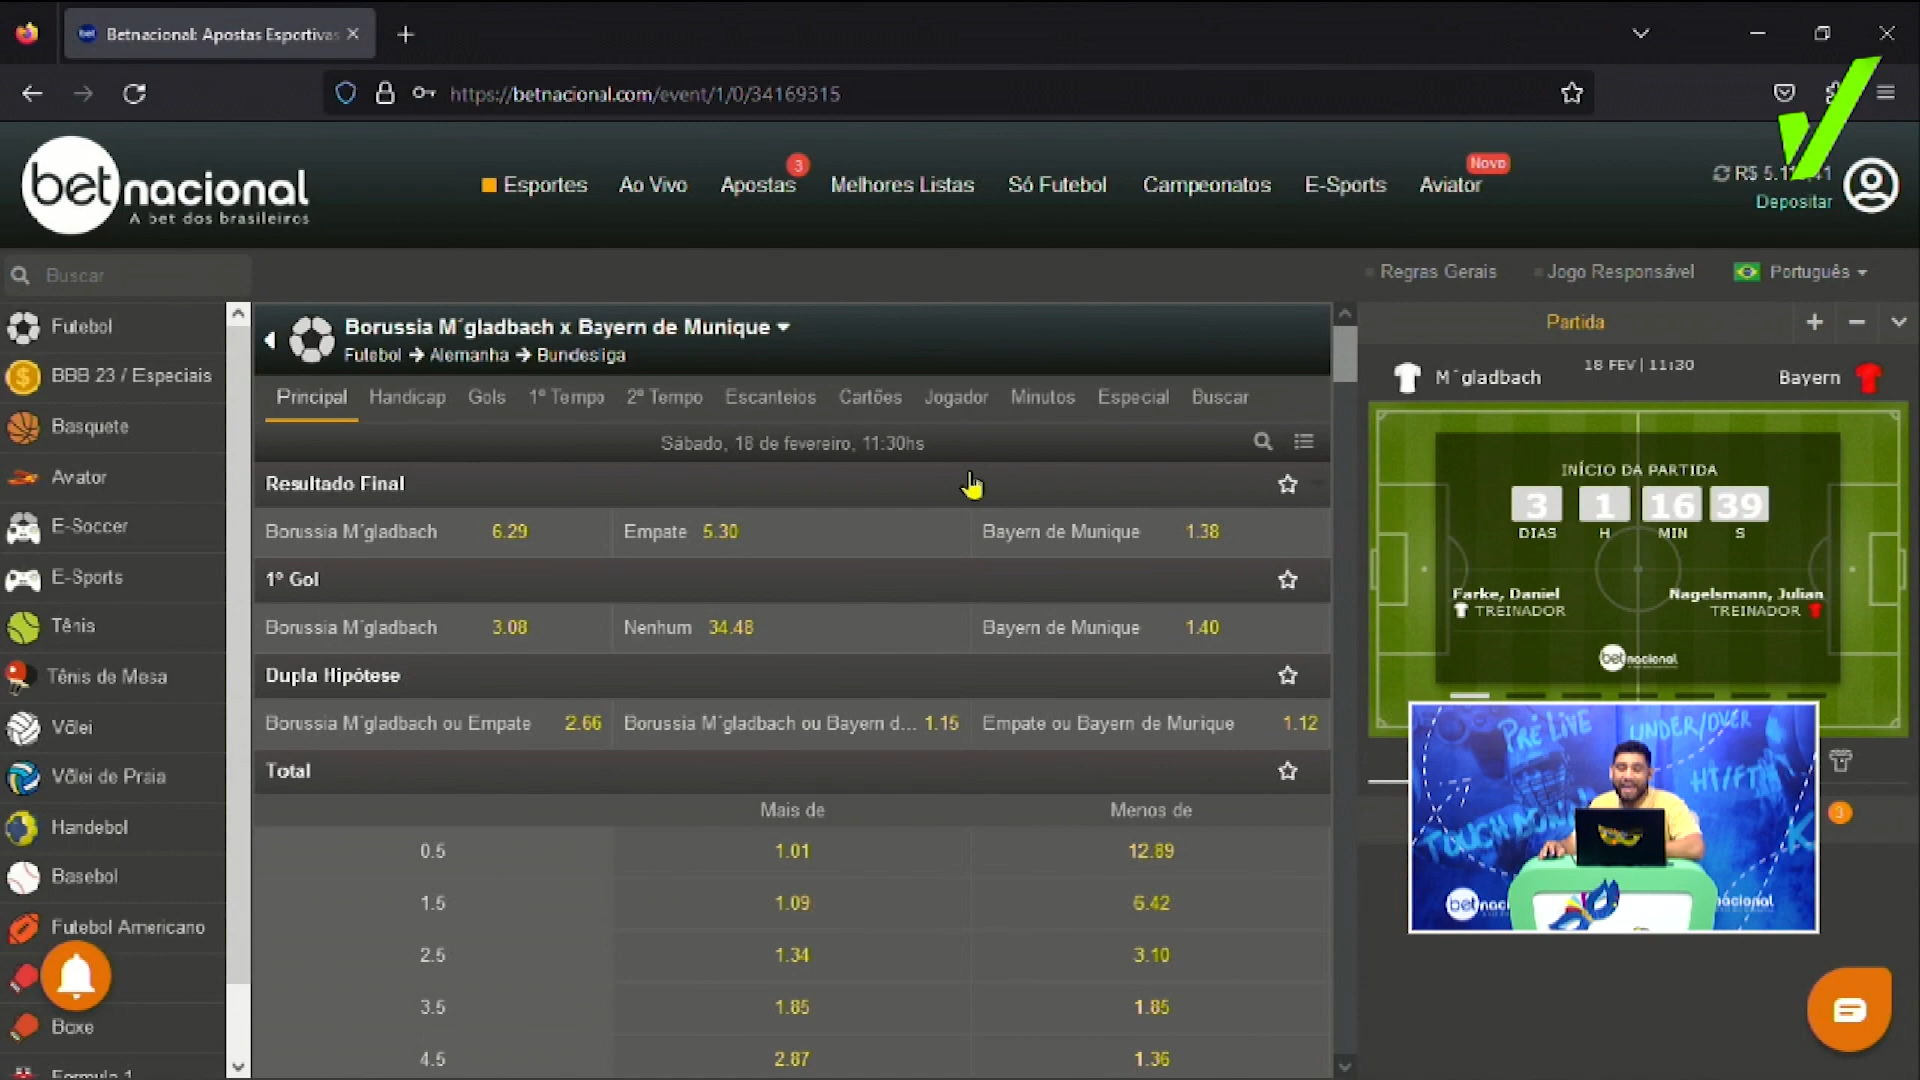 Betnacional: Apostas Esportivas
https://betnacional.com/event/1/0/34169315
betnacional
A bet dos brasileiros
Esportes
Ao Vivo
Apostas
3
Melhores Listas
Só Futebol
Campeonatos
E-Sports
Aviator
Novo
R$ 5.1
Depositar
Buscar
Regras Gerais
Jogo Responsável
Português
Futebol
BBB 23 / Especiais
Basquete
Aviator
E-Soccer
E-Sports
Tênis
Tênis de Mesa
Vôlei
Vôlei de Praia
Handebol
Basebol
Futebol Americano
Boxe
Formula 1
Borussia M´gladbach x Bayern de Munique
Futebol → Alemanha → Bundesliga
Principal Handicap Gols 1º Tempo 2º Tempo Escanteios Cartões Jogador Minutos Especial Buscar
Sábado, 18 de fevereiro, 11:30hs
Resultado Final
Borussia M´gladbach 6.29 Empate 5.30 Bayern de Munique 1.38
1º Gol
Borussia M´gladbach 3.08 Nenhum 34.48 Bayern de Munique 1.40
Dupla Hipótese
Borussia M´gladbach ou Empate 2.66 Borussia M´gladbach ou Bayern d... 1.15 Empate ou Bayern de Munique 1.12
Total
Mais de Menos de
0.5 1.01 12.89
1.5 1.09 6.42
2.5 1.34 3.10
3.5 1.85 1.85
4.5 2.87 1.36
Partida
M´gladbach 18 FEV | 11:30 Bayern
INÍCIO DA PARTIDA
3 1 16 39
DIAS H MIN S
Farke, Daniel
TREINADOR
Nagelsmann, Julian
TREINADOR
betnacional
3
PRÉ LIVE
UNDER/OVER
HT/FT
TOUCHDOWN
betnaci
nacional